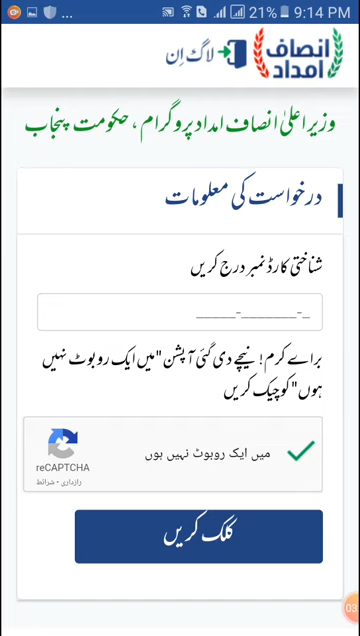 21% 9:14 PM
انصاف
امداد
لاگ اِن
وزیراعلیٰ انصاف امداد پروگرام، حکومت پنجاب
درخواست کی معلومات
شناختی کارڈ نمبر درج کریں
_____-_______-_
براے کرم! نیچے دی گئی آپشن "میں ایک روبوٹ نہیں
ہوں" کو چیک کریں
میں ایک روبوٹ نہیں ہوں
reCAPTCHA
رازداری - شرائط
کلک کریں
03